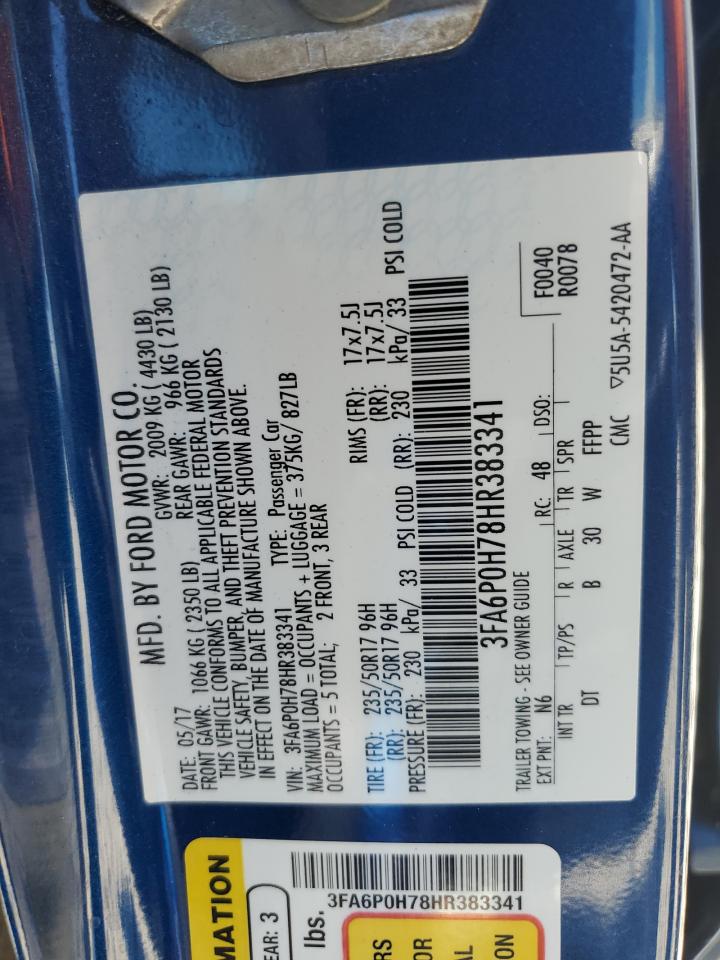 MFD. BY FORD MOTOR CO.
DATE: 05/17 GVWR: 2009 KG ( 4430 LB)
FRONT GAWR: 1066 KG ( 2350 LB) REAR GAWR: 966 KG ( 2130 LB)
THIS VEHICLE CONFORMS TO ALL APPLICABLE FEDERAL MOTOR
VEHICLE SAFETY, BUMPER, AND THEFT PREVENTION STANDARDS
IN EFFECT ON THE DATE OF MANUFACTURE SHOWN ABOVE.
VIN: 3FA6P0H78HR383341 TYPE: Passenger Car
MAXIMUM LOAD = OCCUPANTS + LUGGAGE = 375KG/ 827LB
OCCUPANTS = 5 TOTAL; 2 FRONT, 3 REAR
TIRE (FR): 235/50R17 96H RIMS (FR): 17x7.5J
(RR): 235/50R17 96H (RR): 17x7.5J
PRESSURE (FR): 230 kPa/ 33 PSI COLD (RR): 230 kPa/ 33 PSI COLD
3FA6P0H78HR383341
TRAILER TOWING - SEE OWNER GUIDE
EXT PNT: N6 RC: 48 DSO: F0040
R0078
INT TR TP/PS R AXLE TR SPR
DT B 30 W FFPP
CMC ▽5U5A-5420472-AA
MATION
EAR: 3
lbs.
3FA6P0H78HR383341
RS
OR
AL
ON